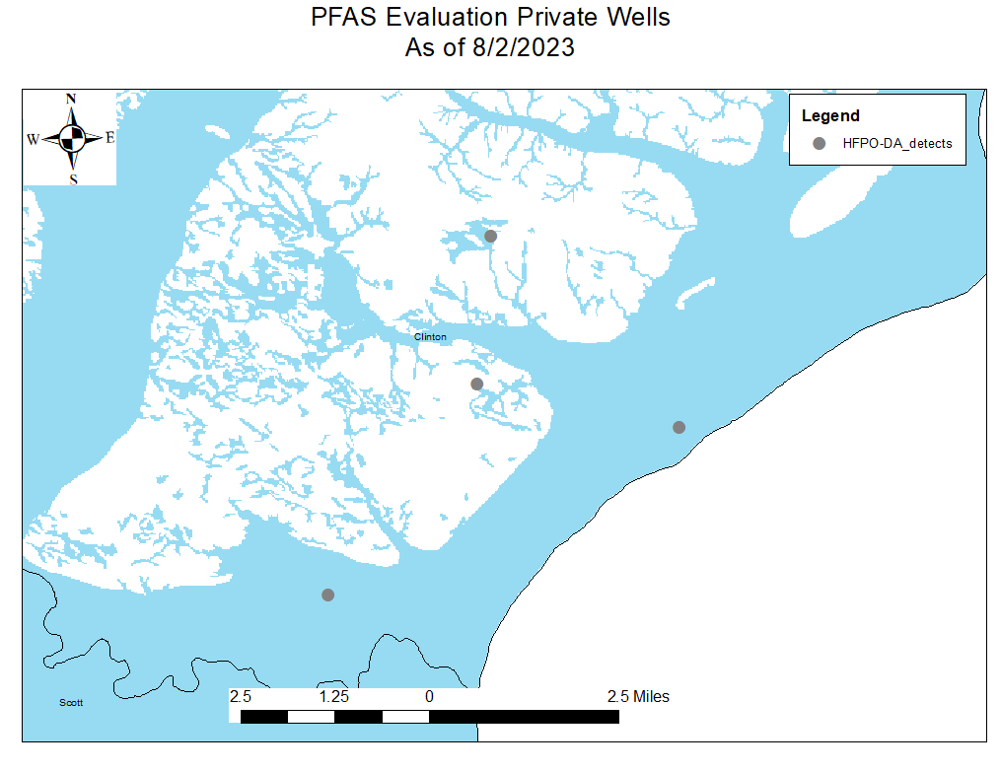 PFAS Evaluation Private Wells
As of 8/2/2023
N
W E
S
Legend
HFPO-DA_detects
Clinton
Scott
2.5 1.25 0 2.5 Miles